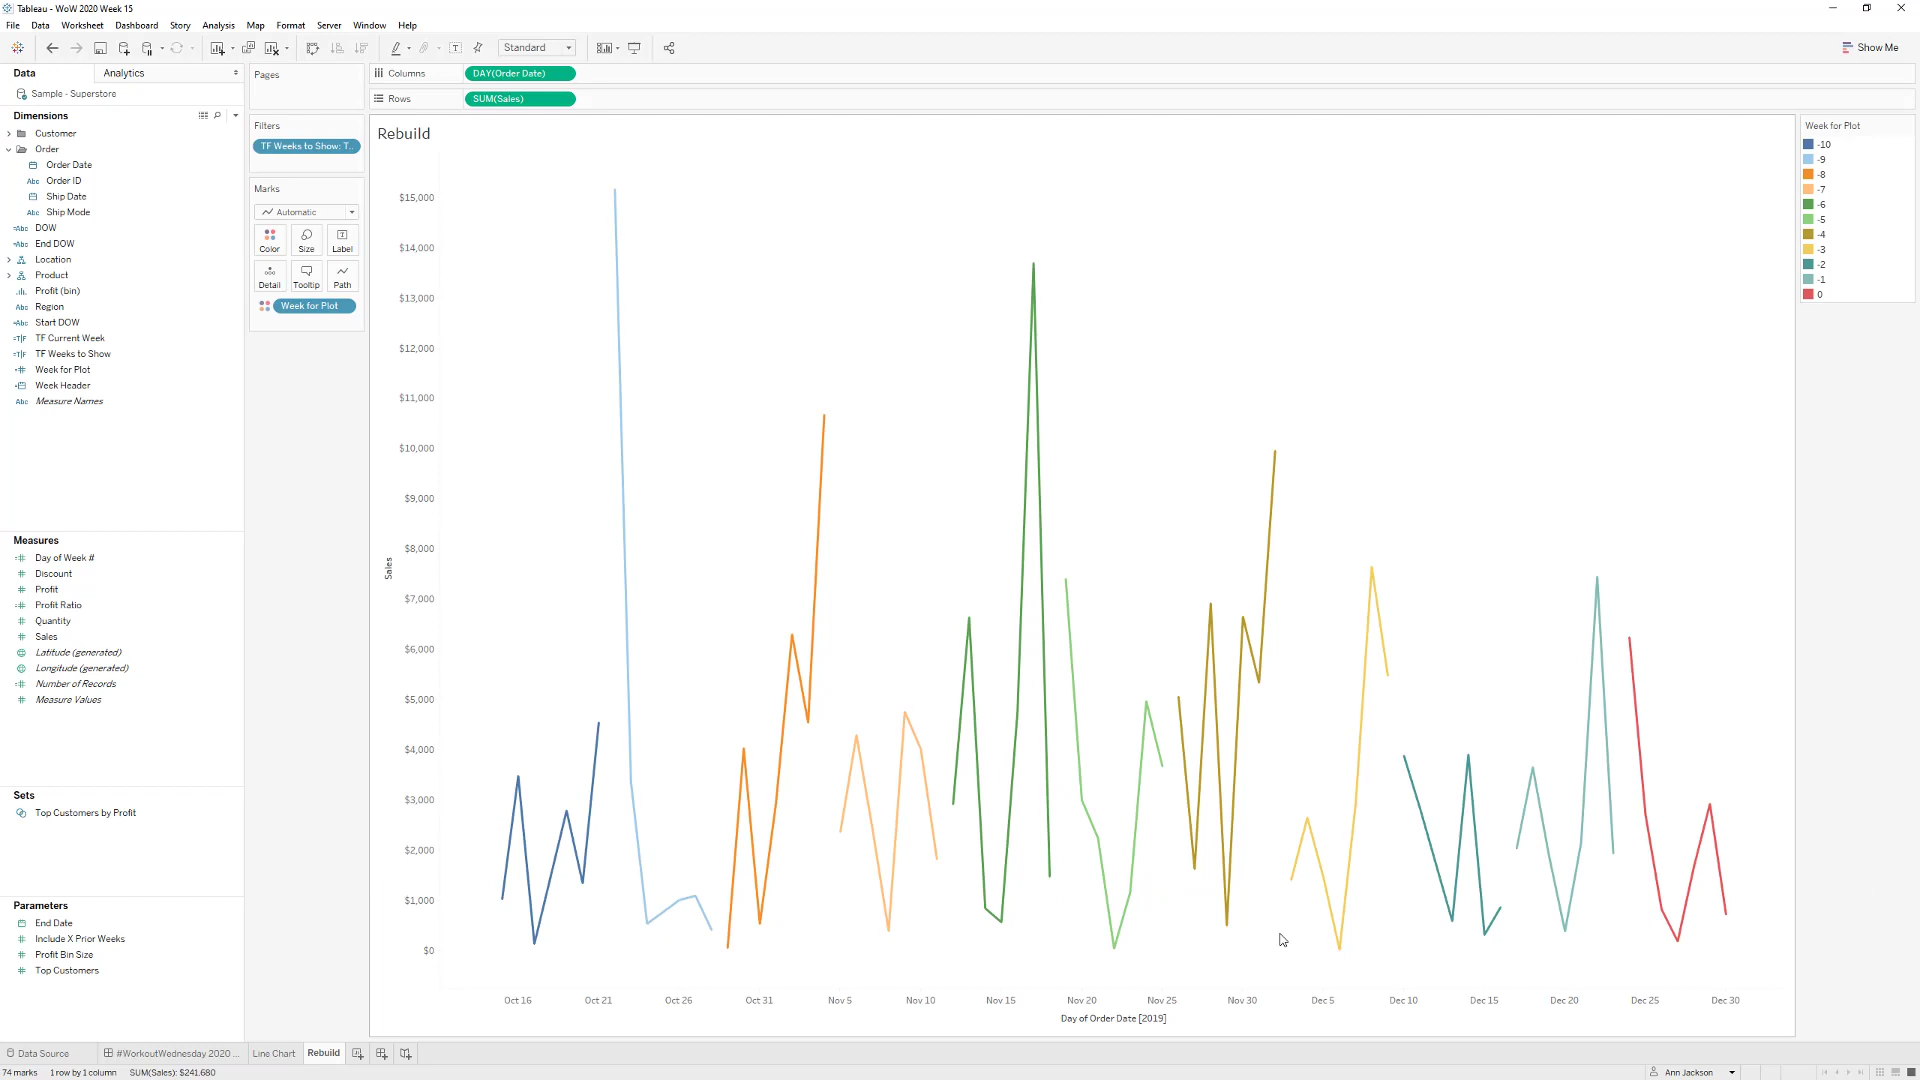 Tableau - WoW 2020 Week 15
File Data Worksheet Dashboard Story Analysis Map Format Server Window Help
Standard
Show Me
Data Analytics
Sample - Superstore
Dimensions
Customer
Order
Order Date
Abc Order ID
Ship Date
Abc Ship Mode
=Abc DOW
=Abc End DOW
Location
Product
Profit (bin)
Abc Region
=Abc Start DOW
=T|F TF Current Week
=T|F TF Weeks to Show
Week for Plot
Week Header
Abc Measure Names
Measures
Day of Week #
Discount
Profit
Profit Ratio
Quantity
Sales
Latitude (generated)
Longitude (generated)
Number of Records
Measure Values
Sets
Top Customers by Profit
Parameters
End Date
Include X Prior Weeks
Profit Bin Size
Top Customers
Pages
Filters
TF Weeks to Show: T..
Marks
Automatic
Color Size Label
Detail Tooltip Path
Week for Plot
Columns DAY(Order Date)
Rows SUM(Sales)
Rebuild
$15,000
$14,000
$13,000
$12,000
$11,000
$10,000
$9,000
$8,000
$7,000
$6,000
$5,000
$4,000
$3,000
$2,000
$1,000
$0
Sales
Oct 16 Oct 21 Oct 26 Oct 31 Nov 5 Nov 10 Nov 15 Nov 20 Nov 25 Nov 30 Dec 5 Dec 10 Dec 15 Dec 20 Dec 25 Dec 30
Day of Order Date [2019]
Week for Plot
-10
-9
-8
-7
-6
-5
-4
-3
-2
-1
0
Data Source #WorkoutWednesday 2020 ... Line Chart Rebuild
74 marks 1 row by 1 column SUM(Sales): $241.680
Ann Jackson